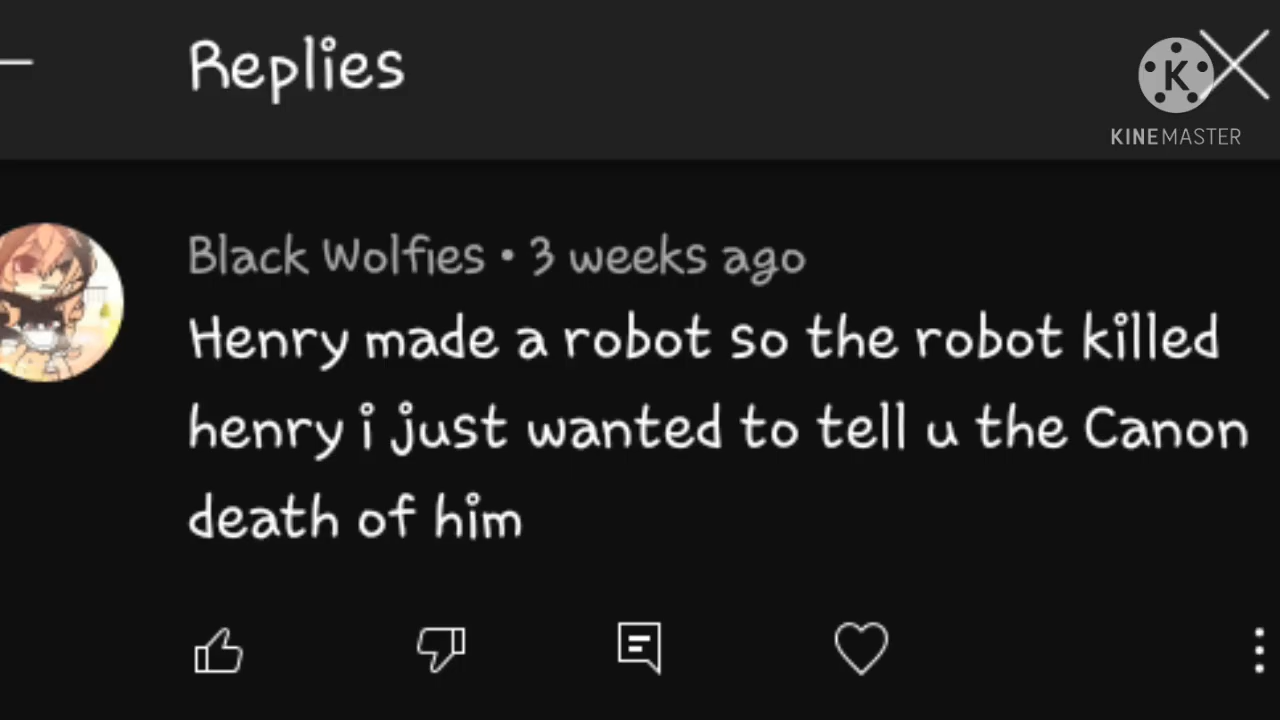 Replies
K
KINEMASTER
Black Wolfies • 3 weeks ago
Henry made a robot so the robot killed
henry i just wanted to tell u the Canon
death of him